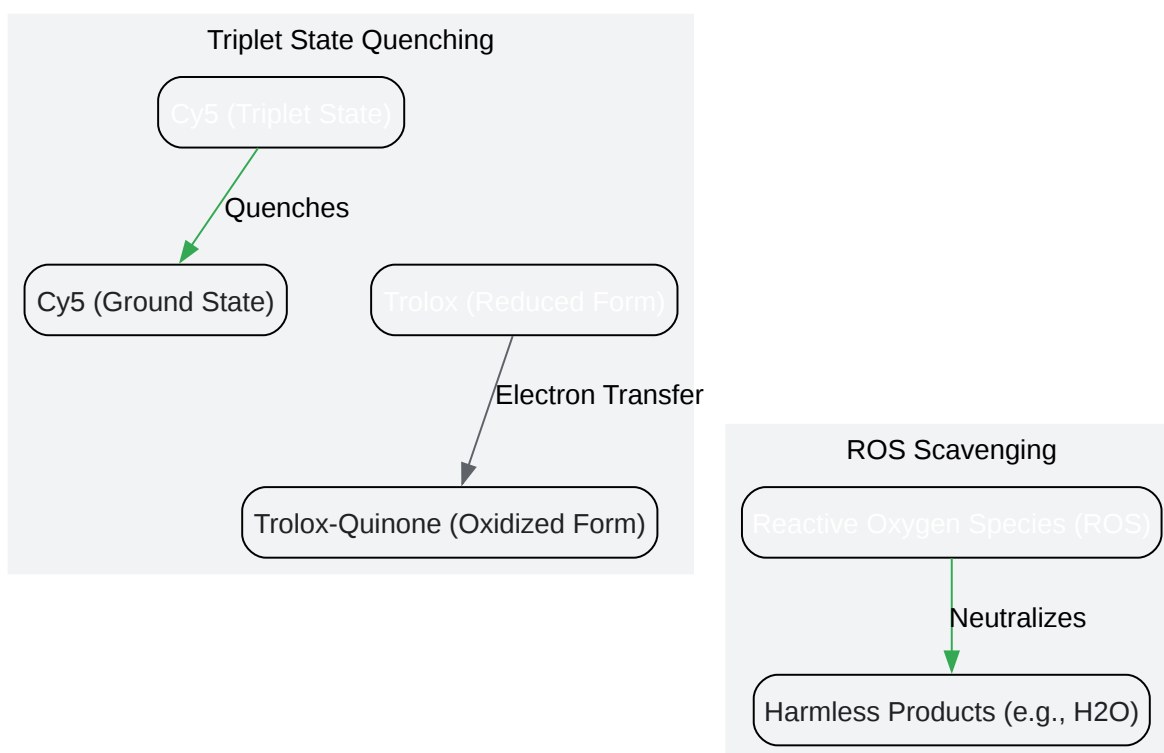 Triplet State Quenching
Cy5 (Triplet State)
Quenches
Cy5 (Ground State)
Trolox (Reduced Form)
Electron Transfer
Trolox-Quinone (Oxidized Form)
ROS Scavenging
Reactive Oxygen Species (ROS)
Neutralizes
Harmless Products (e.g., H2O)